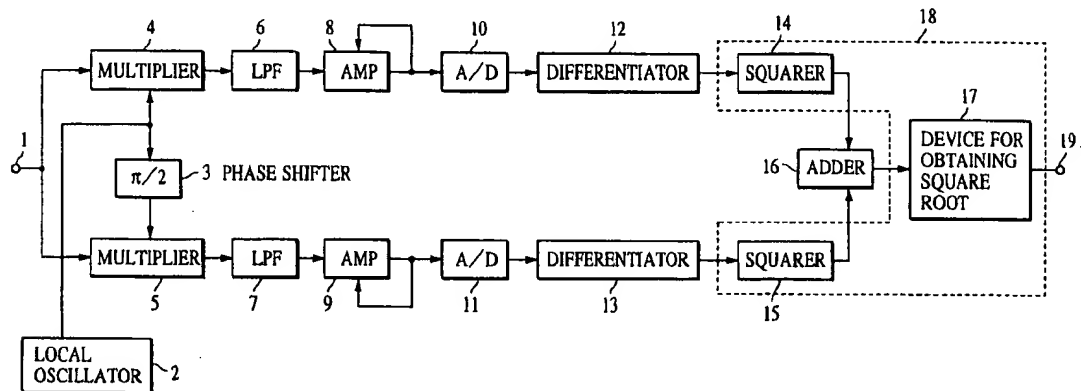 4
6
8
10
12
14
18
MULTIPLIER
LPF
AMP
A/D
DIFFERENTIATOR
SQUARER
17
1
π/2
3 PHASE SHIFTER
16
ADDER
DEVICE FOR
OBTAINING
SQUARE
ROOT
19
MULTIPLIER
LPF
AMP
A/D
DIFFERENTIATOR
SQUARER
5
7
9
11
13
15
LOCAL
OSCILLATOR
2